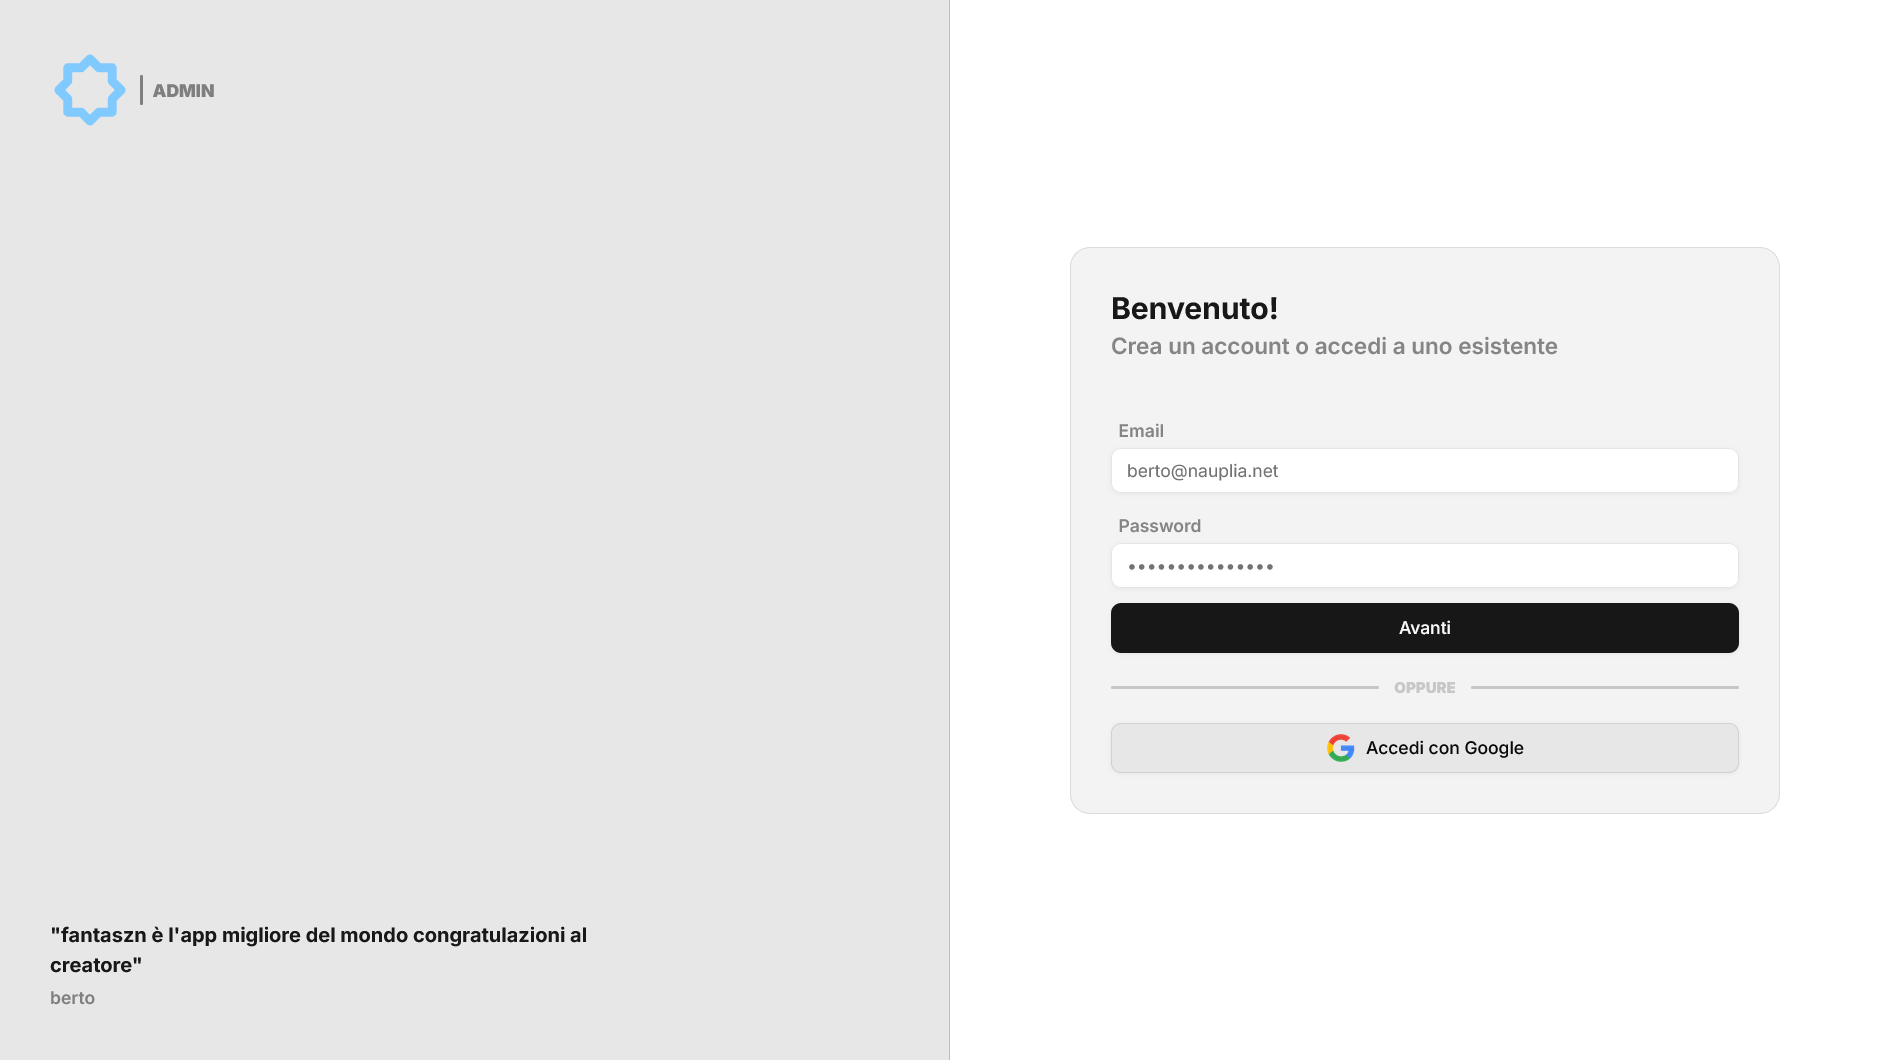 ADMIN
"fantaszn è l'app migliore del mondo congratulazioni al
creatore"
berto
Benvenuto!
Crea un account o accedi a uno esistente
Email
berto@nauplia.net
Password
•••••••••••••••
Avanti
OPPURE
Accedi con Google